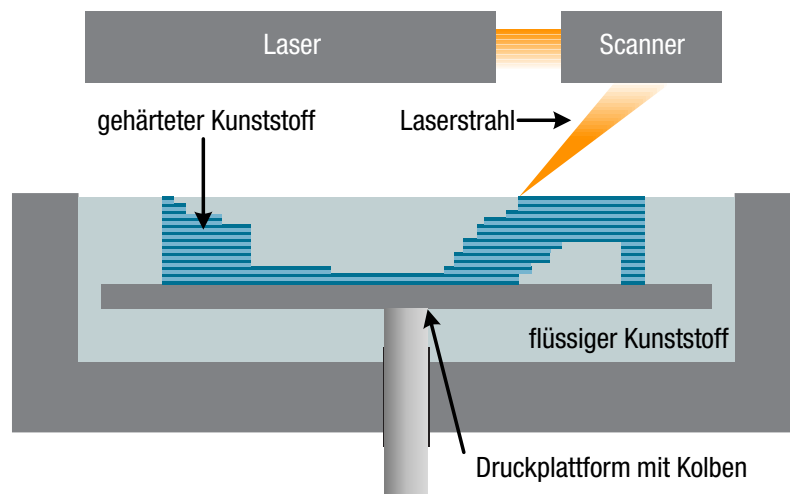 Laser
Scanner
gehärteter Kunststoff
Laserstrahl
flüssiger Kunststoff
Druckplattform mit Kolben